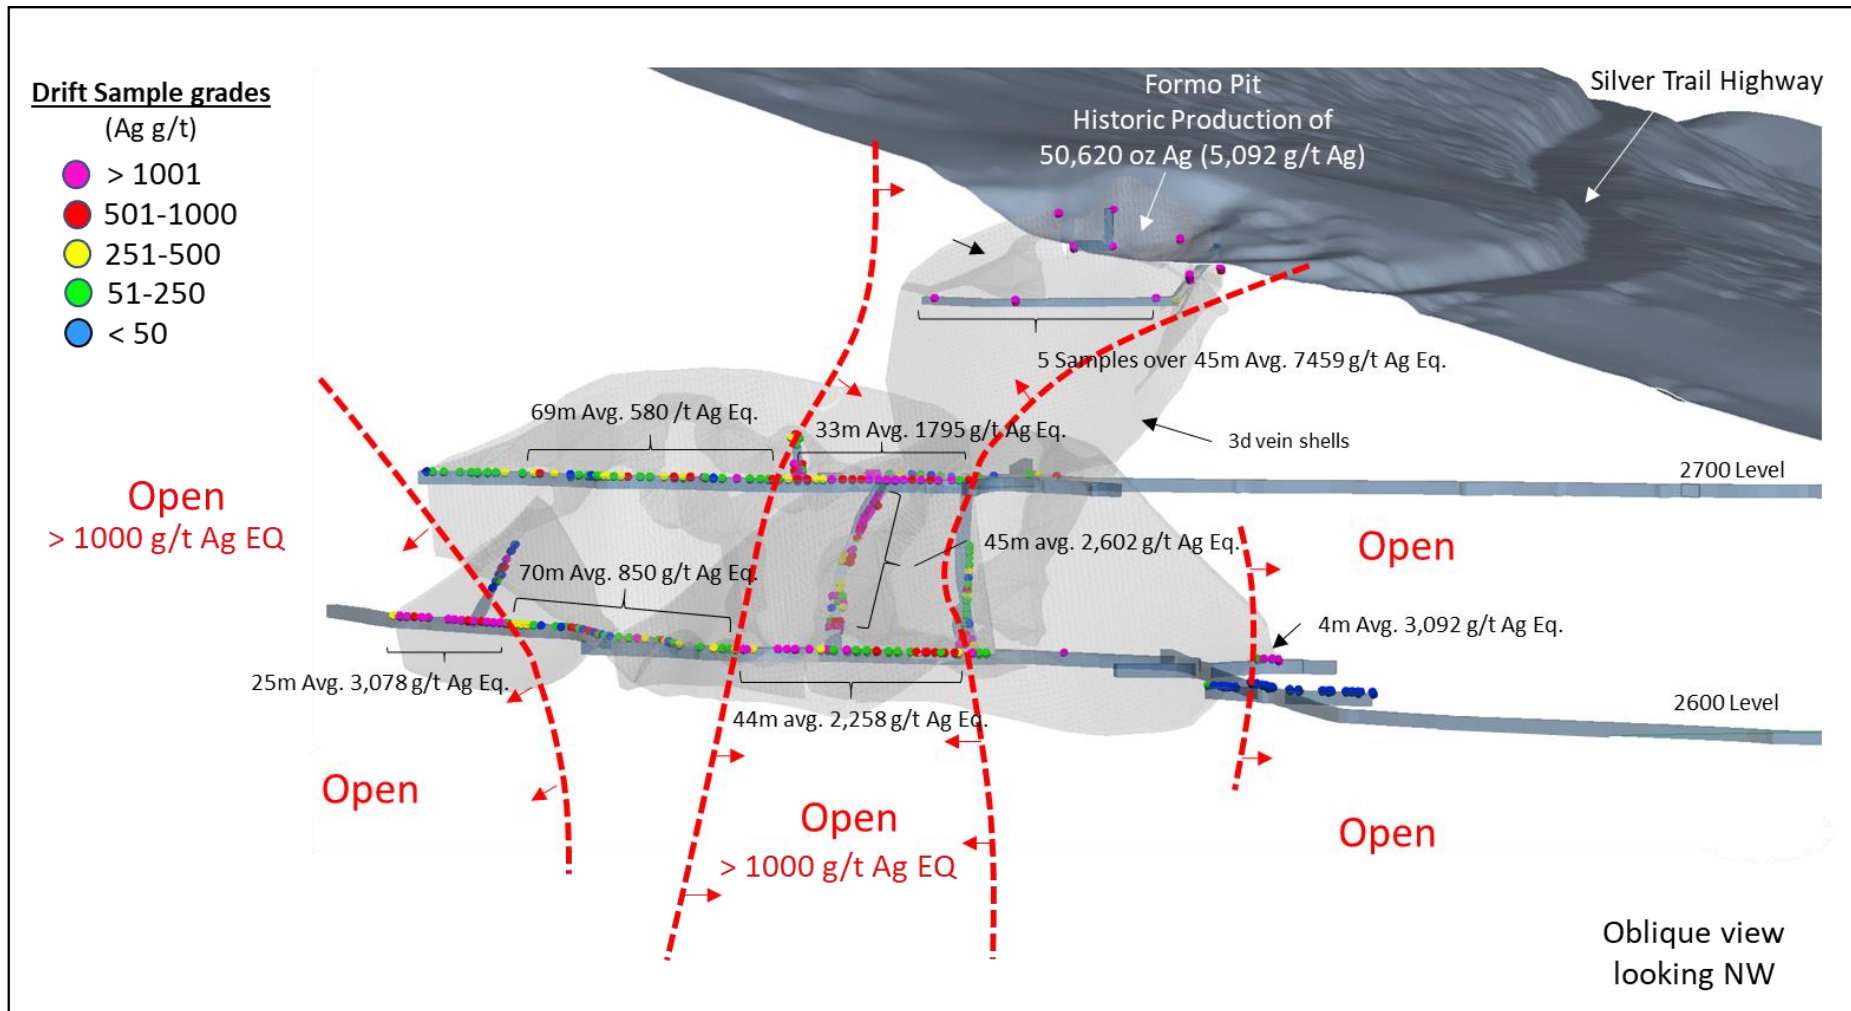 Drift Sample grades
(Ag g/t)
> 1001
501-1000
251-500
51-250
< 50
Formo Pit
Historic Production of
50,620 oz Ag (5,092 g/t Ag)
Silver Trail Highway
5 Samples over 45m Avg. 7459 g/t Ag Eq.
69m Avg. 580 /t Ag Eq.
33m Avg. 1795 g/t Ag Eq.
3d vein shells
2700 Level
Open
> 1000 g/t Ag EQ
45m avg. 2,602 g/t Ag Eq.
Open
70m Avg. 850 g/t Ag Eq.
4m Avg. 3,092 g/t Ag Eq.
25m Avg. 3,078 g/t Ag Eq.
44m avg. 2,258 g/t Ag Eq.
2600 Level
Open
Open
> 1000 g/t Ag EQ
Open
Oblique view
looking NW